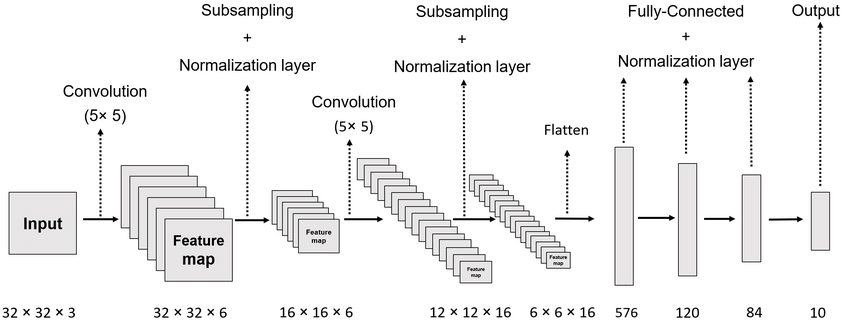 Subsampling
+
Normalization layer
Subsampling
+
Normalization layer
Fully-Connected
+
Normalization layer
Output
Convolution
(5× 5)
Convolution
(5× 5)
Flatten
Input
Feature
map
Feature
map
Feature
map
Feature
map
32 × 32 × 3
32 × 32 × 6
16 × 16 × 6
12 × 12 × 16
6 × 6 × 16
576
120
84
10